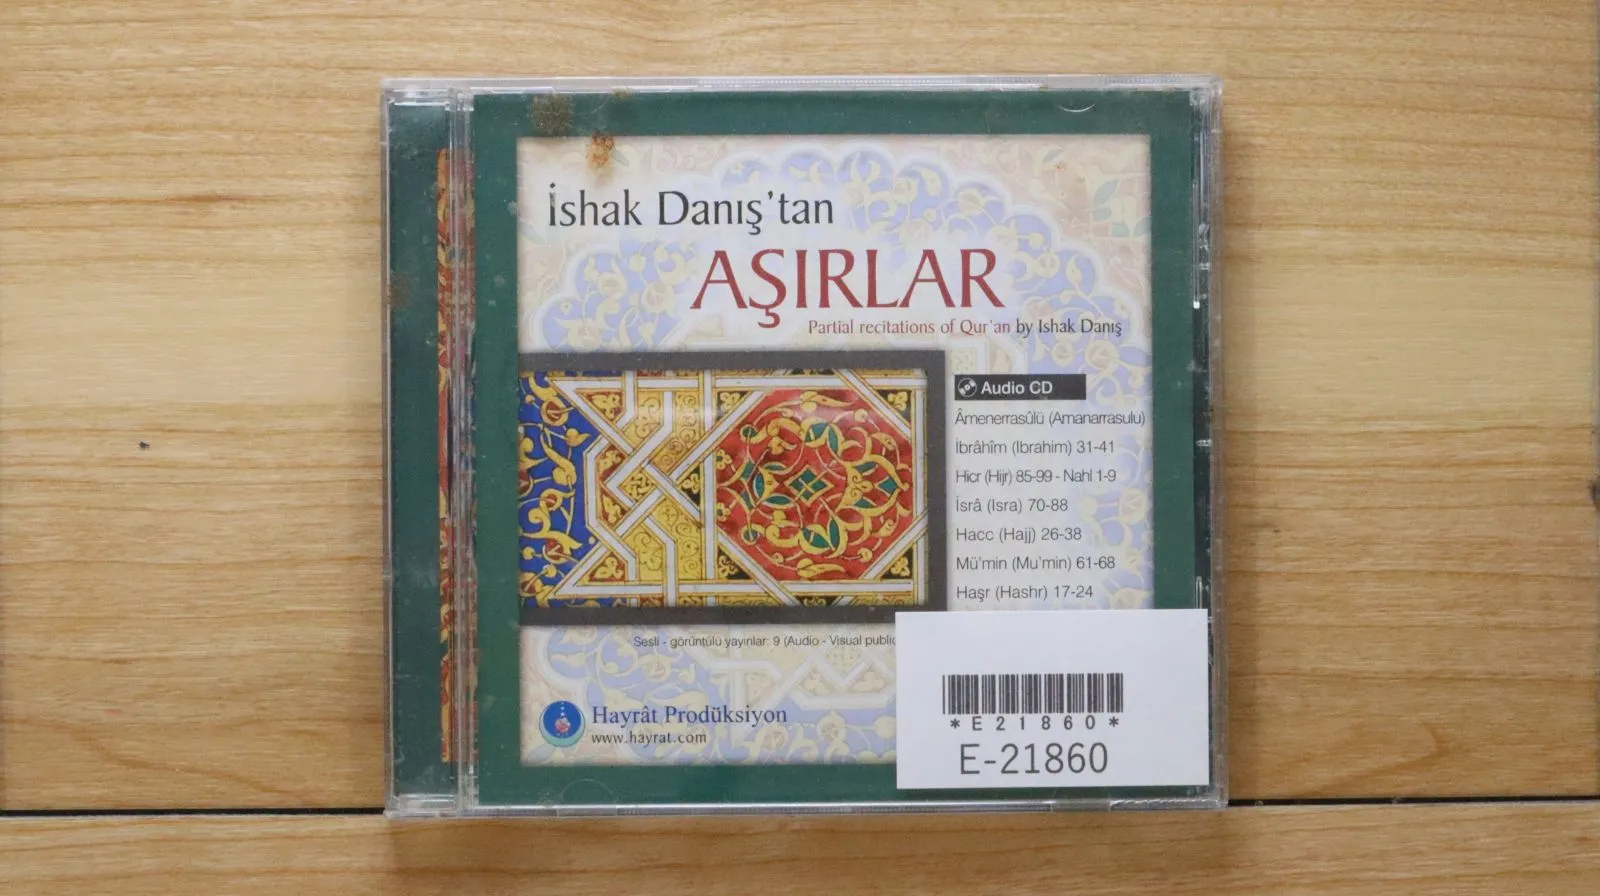 İshak Danış'tan
AŞIRLAR
Partial recitations of Qur'an by Ishak Danış
Audio CD
Âmenerrasûlü (Amanarrasulu)
İbrâhîm (Ibrahim) 31-41
Hicr (Hijr) 85-99 - Nahl 1-9
İsrâ (Isra) 70-88
Hacc (Hajj) 26-38
Mü'min (Mu'min) 61-68
Haşr (Hashr) 17-24
Sesli - görüntülü yayınlar: 9 (Audio - Visual
Hayrât Prodüksiyon
www.hayrat.com
*E21860*
E-21860